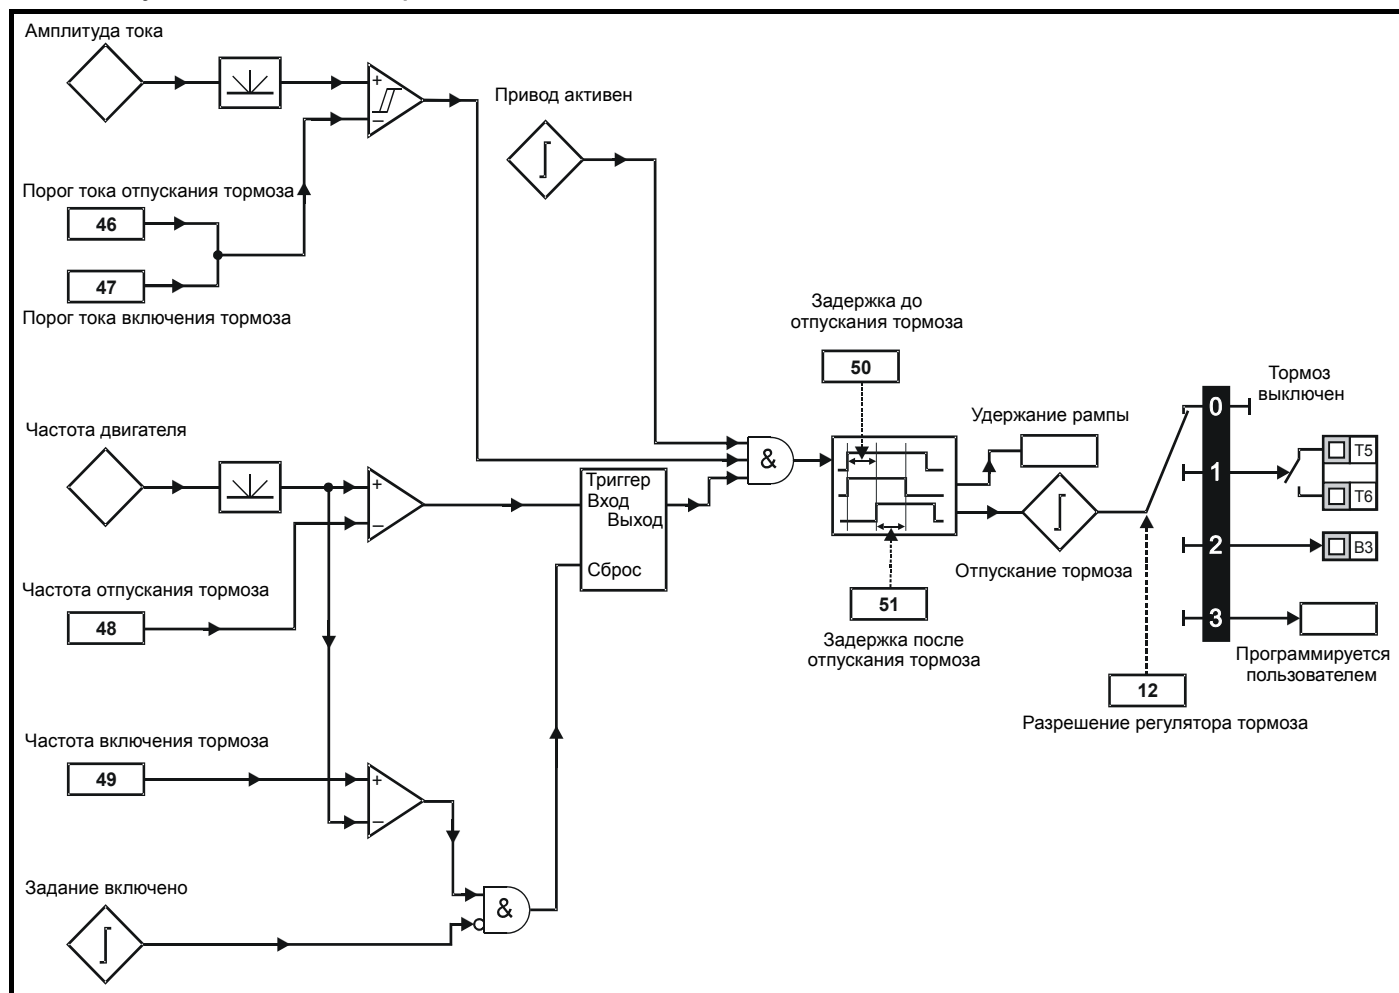 Амплитуда тока
+
−
Привод активен
Порог тока отпускания тормоза
46
47
Порог тока включения тормоза
Задержка до
отпускания тормоза
50
Тормоз
выключен
0
Удержание рампы
T5
T6
1
Частота двигателя
+
−
&
Триггер
Вход
Выход
Сброс
2
B3
Отпускание тормоза
Частота отпускания тормоза
48
51
Задержка после
отпускания тормоза
3
Программируется
пользователем
12
Разрешение регулятора тормоза
Частота включения тормоза
49
+
−
Задание включено
&